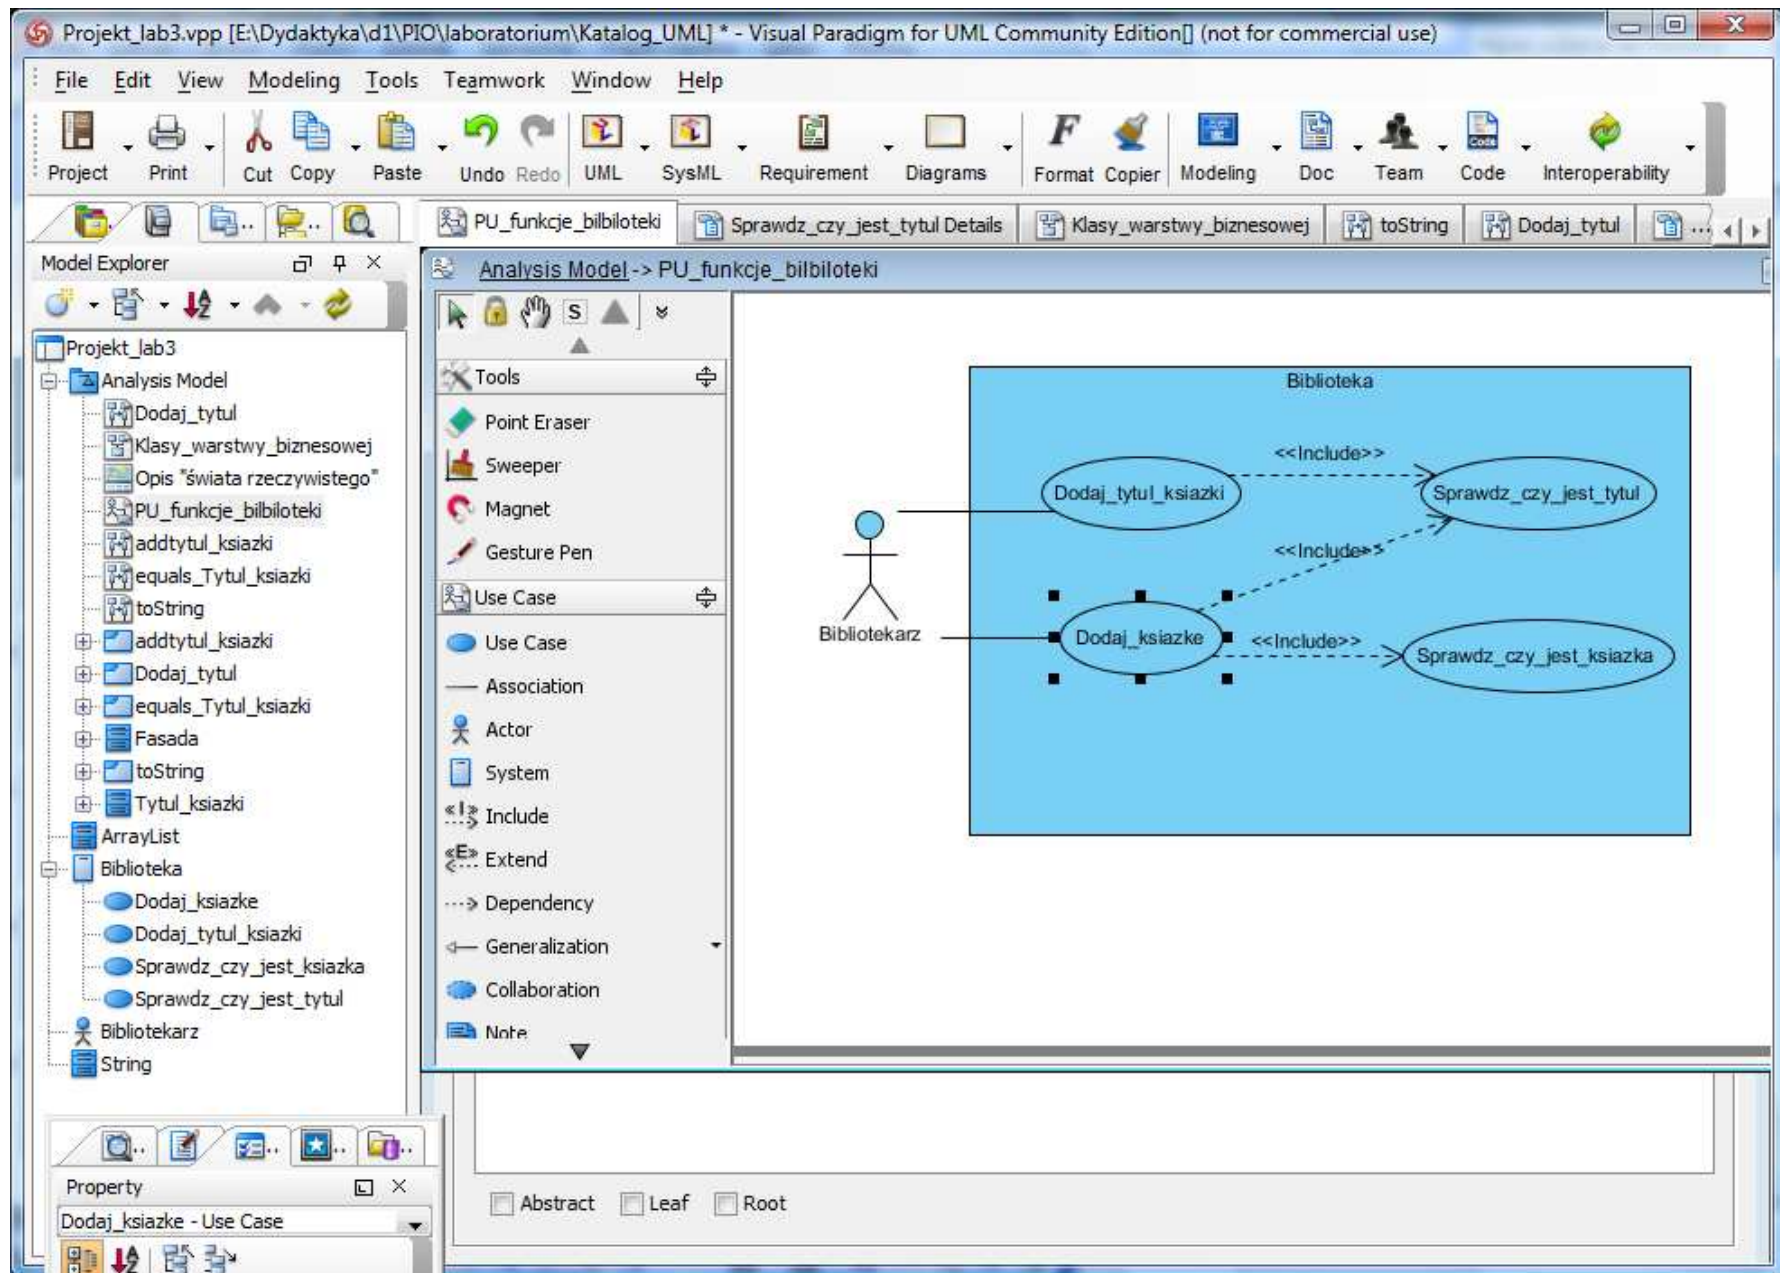 Projekt_lab3.vpp [E:\Dydaktyka\d1\PIO\laboratorium\Katalog_UML] * - Visual Paradigm for UML Community Edition[] (not for commercial use)
File Edit View Modeling Tools Teamwork Window Help
Project Print Cut Copy Paste Undo Redo UML SysML Requirement Diagrams Format Copier Modeling Doc Team Code Interoperability
PU_funkcje_bilbiloteki Sprawdz_czy_jest_tytul Details Klasy_warstwy_biznesowej toString Dodaj_tytul ...
Model Explorer
Projekt_lab3
Analysis Model
Dodaj_tytul
Klasy_warstwy_biznesowej
Opis "świata rzeczywistego"
PU_funkcje_bilbiloteki
addtytul_ksiazki
equals_Tytul_ksiazki
toString
addtytul_ksiazki
Dodaj_tytul
equals_Tytul_ksiazki
Fasada
toString
Tytul_ksiazki
ArrayList
Biblioteka
Dodaj_ksiazke
Dodaj_tytul_ksiazki
Sprawdz_czy_jest_ksiazka
Sprawdz_czy_jest_tytul
Bibliotekarz
String
Analysis Model -> PU_funkcje_bilbiloteki
S
Tools
Point Eraser
Sweeper
Magnet
Gesture Pen
Use Case
Use Case
Association
Actor
System
Include
Extend
Dependency
Generalization
Collaboration
Note
Biblioteka
<<Include>>
Dodaj_tytul_ksiazki
Sprawdz_czy_jest_tytul
<<Include>>
Bibliotekarz
Dodaj_ksiazke
<<Include>>
Sprawdz_czy_jest_ksiazka
Property
Dodaj_ksiazke - Use Case
Abstract Leaf Root